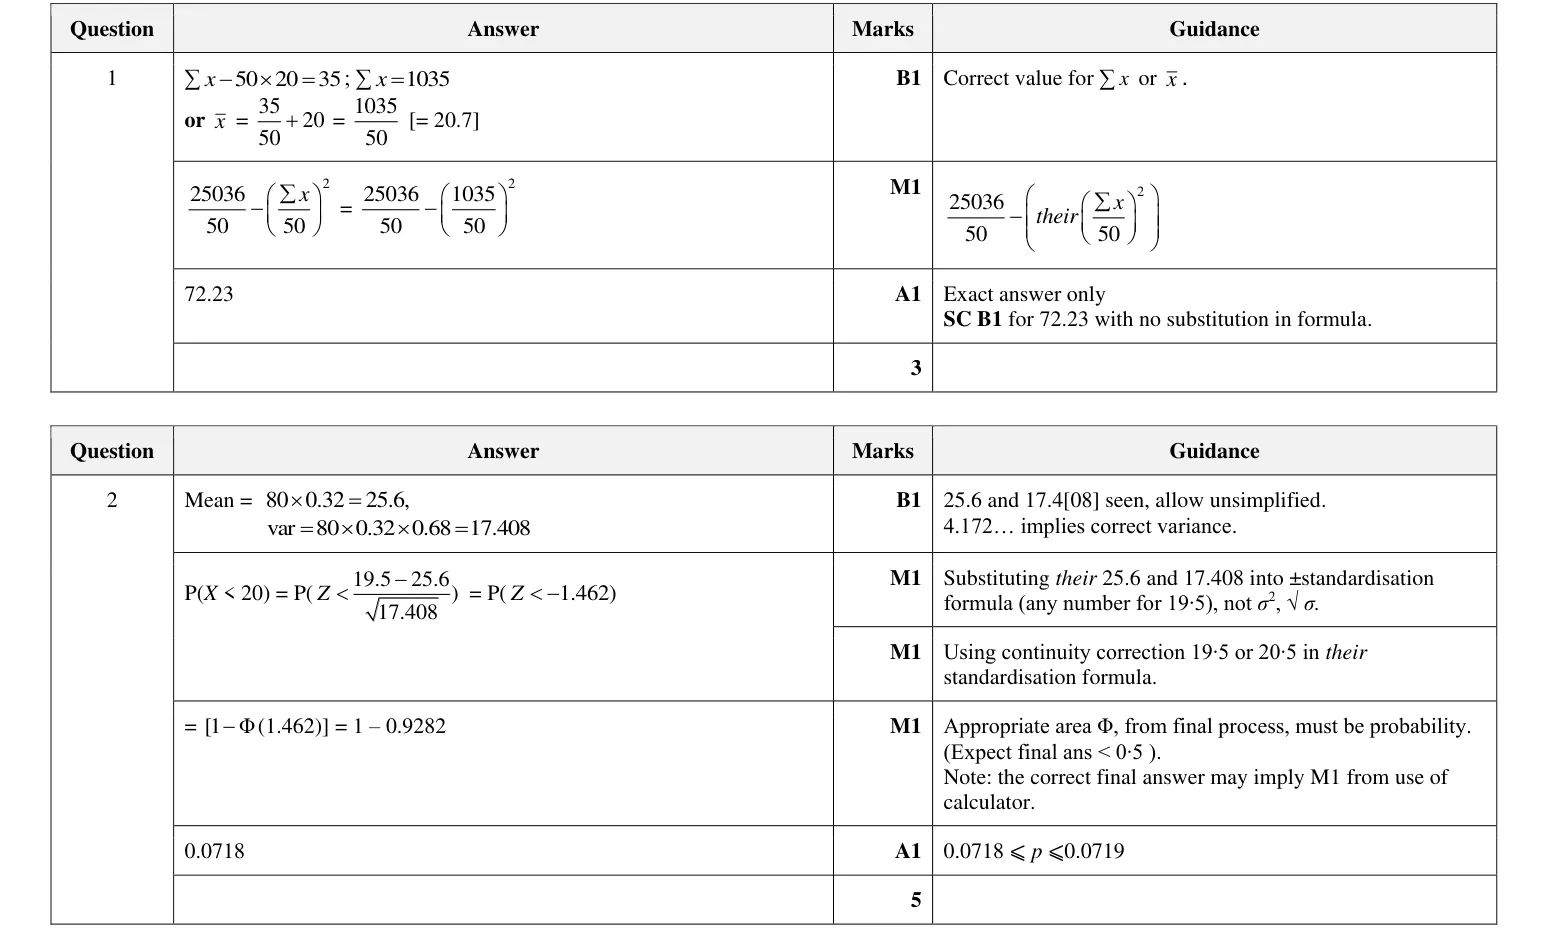 Question Answer Marks Guidance
1 ∑x − 50 × 20 = 35 ; ∑x = 1035 B1 Correct value for ∑x or x̅ .
or x̅ = 35/50 + 20 = 1035/50 [= 20.7]
25036/50 − (∑x/50)² = 25036/50 − (1035/50)² M1 25036/50 − (their (∑x/50)²)
72.23 A1 Exact answer only
SC B1 for 72.23 with no substitution in formula.
3
Question Answer Marks Guidance
2 Mean = 80 × 0.32 = 25.6, B1 25.6 and 17.4[08] seen, allow unsimplified.
var = 80 × 0.32 × 0.68 = 17.408 4.172… implies correct variance.
P(X < 20) = P( Z < (19.5 − 25.6)/√17.408 ) = P( Z < −1.462) M1 Substituting their 25.6 and 17.408 into ±standardisation
formula (any number for 19·5), not σ², √σ.
M1 Using continuity correction 19·5 or 20·5 in their
standardisation formula.
= [1 − Φ(1.462)] = 1 – 0.9282 M1 Appropriate area Φ, from final process, must be probability.
(Expect final ans < 0·5 ).
Note: the correct final answer may imply M1 from use of
calculator.
0.0718 A1 0.0718 ⩽ p ⩽0.0719
5